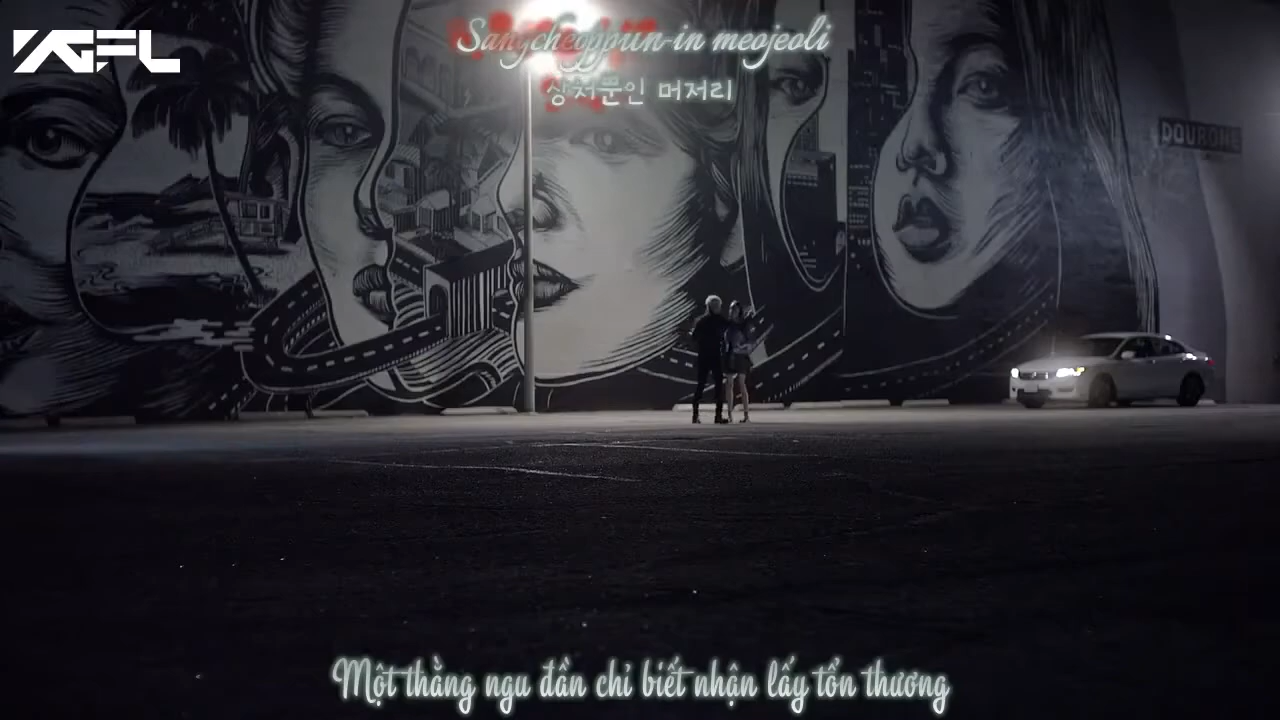 YGFL
Sangcheoppun-in meojeoli
상처뿐인 머저리
Một thằng ngu đần chỉ biết nhận lấy tổn thương